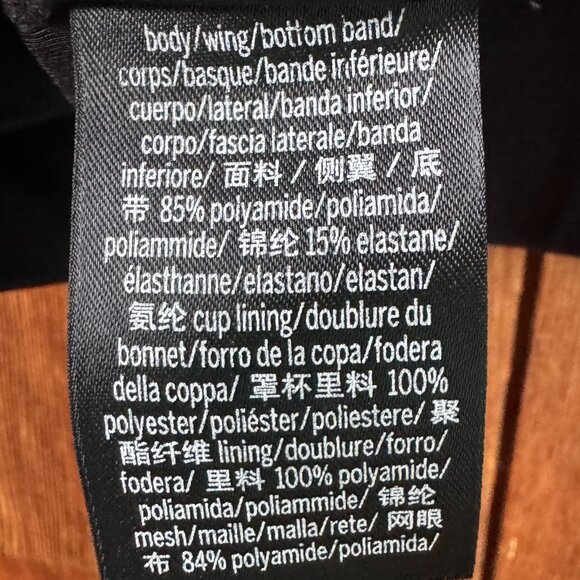 body/wing/bottom band/
corps/basque/bande inférieure/
cuerpo/lateral/banda inferior/
corpo/fascia laterale/banda
inferiore/ 面料 / 侧翼 / 底
带 85% polyamide/poliamida/
poliammide/ 锦纶 15% elastane/
élasthanne/elastano/elastan/
氨纶 cup lining/doublure du
bonnet/forro de la copa/fodera
della coppa/ 罩杯里料 100%
polyester/poliéster/poliestere/ 聚
酯纤维 lining/doublure/forro/
fodera/ 里料 100% polyamide/
poliamida/poliammide/ 锦纶
mesh/maille/malla/rete/ 网眼
布 84% polyamide/poliamida/